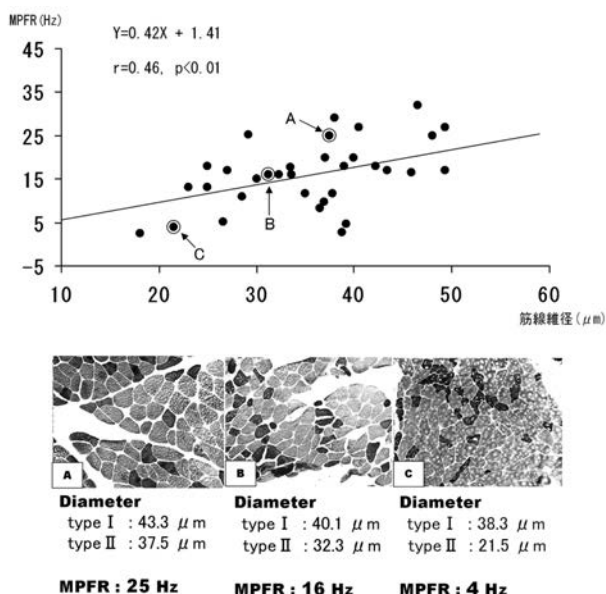 MPFR(Hz)
Y=0.42X + 1.41
r=0.46, p<0.01
45
35
25
15
5
-5
A
B
C
10
20
30
40
50
60
筋線維径(μm)
A
B
C
Diameter
type Ⅰ : 43.3 μm
type Ⅱ : 37.5 μm
MPFR : 25 Hz
Diameter
type Ⅰ : 40.1 μm
type Ⅱ : 32.3 μm
MPFR : 16 Hz
Diameter
type Ⅰ : 38.3 μm
type Ⅱ : 21.5 μm
MPFR : 4 Hz